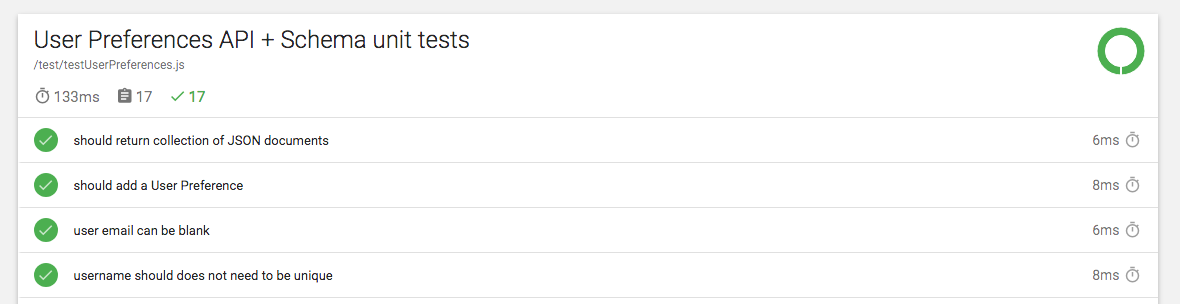 User Preferences API + Schema unit tests
/test/testUserPreferences.js
133ms 17 17
should return collection of JSON documents 6ms
should add a User Preference 8ms
user email can be blank 6ms
username should does not need to be unique 8ms